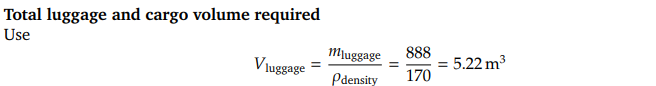 Total luggage and cargo volume required
Use
V_luggage = m_luggage / ρ_density = 888 / 170 = 5.22 m³